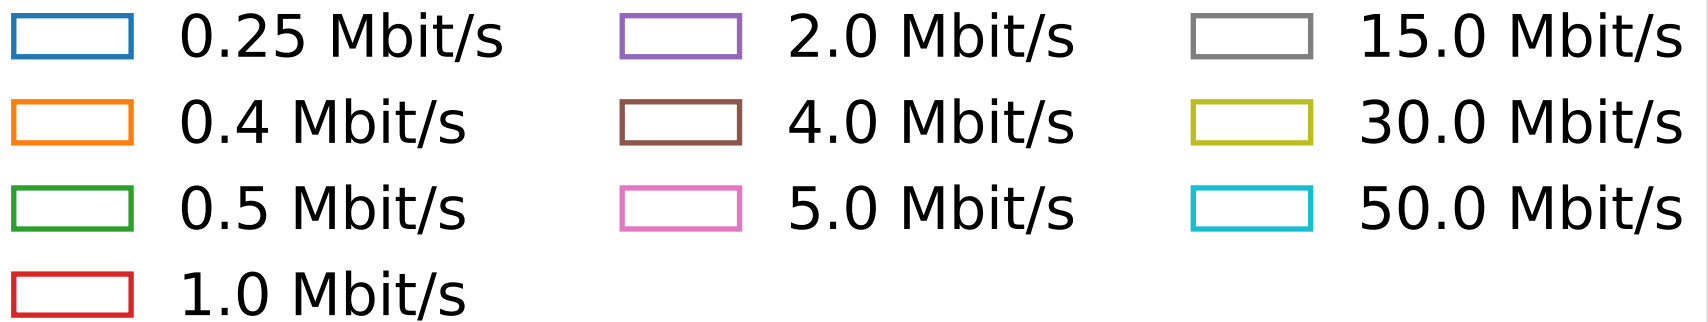 0.25 Mbit/s
0.4 Mbit/s
0.5 Mbit/s
1.0 Mbit/s
2.0 Mbit/s
4.0 Mbit/s
5.0 Mbit/s
15.0 Mbit/s
30.0 Mbit/s
50.0 Mbit/s